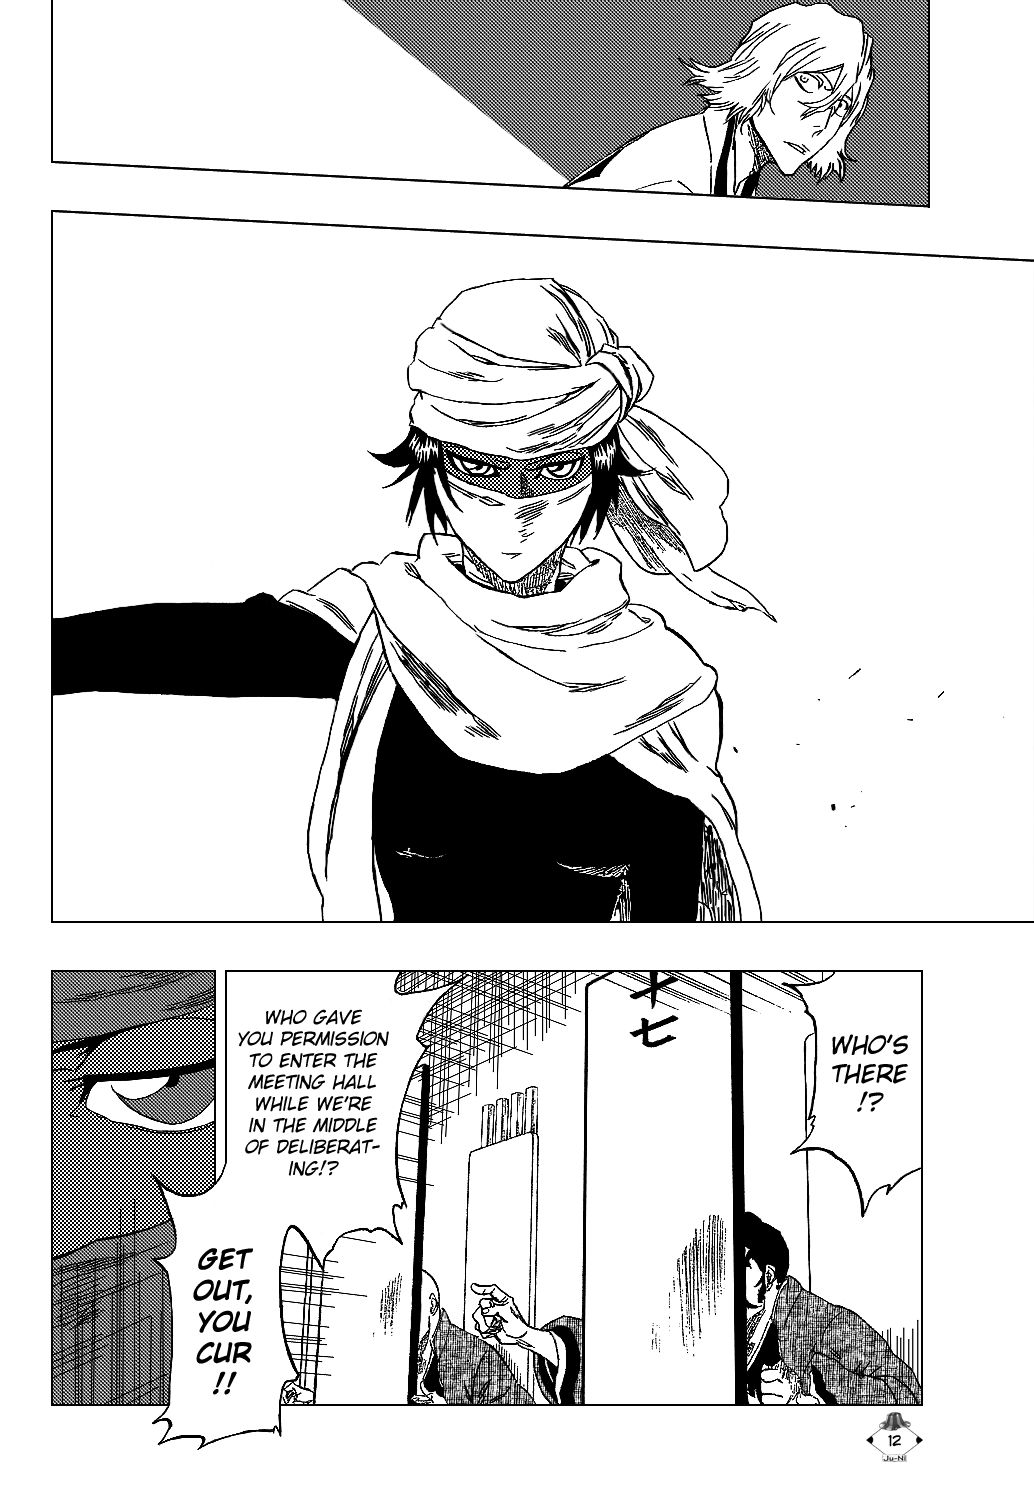 WHO'S
THERE
!?
十
七
WHO GAVE
YOU PERMISSION
TO ENTER THE
MEETING HALL
WHILE WE'RE
IN THE MIDDLE
OF DELIBERAT-
ING!?
GET
OUT,
YOU
CUR
!!
12
JU-NI